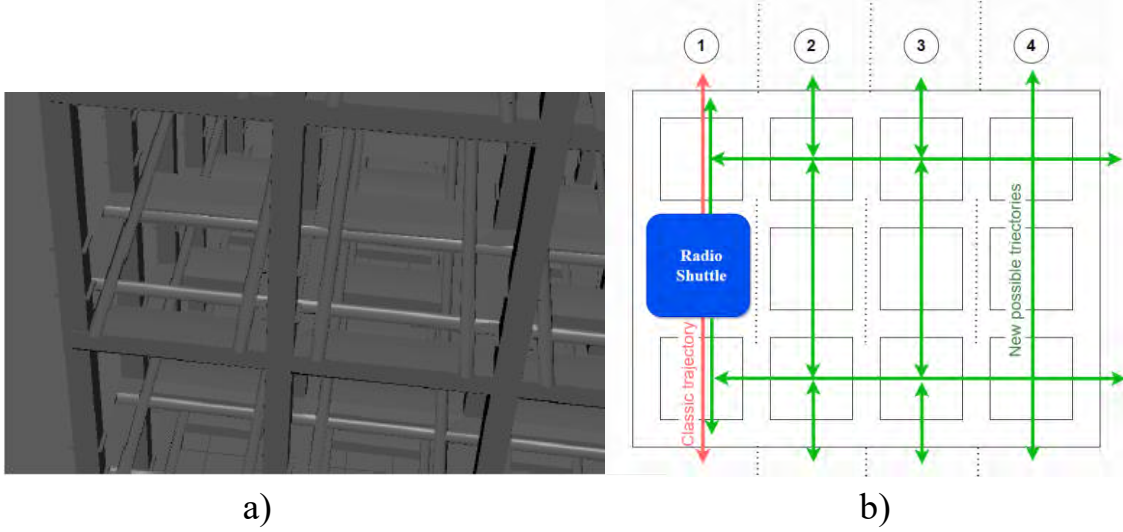 1
2
3
4
Radio
Shuttle
Classic trajectory
New possible triectories
a)
b)